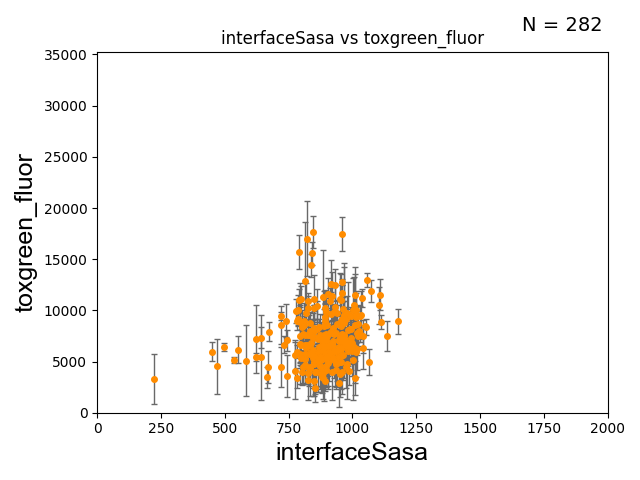 N = 282
interfaceSasa vs toxgreen_fluor
35000
30000
25000
20000
15000
10000
5000
0
toxgreen_fluor
0 250 500 750 1000 1250 1500 1750 2000
interfaceSasa